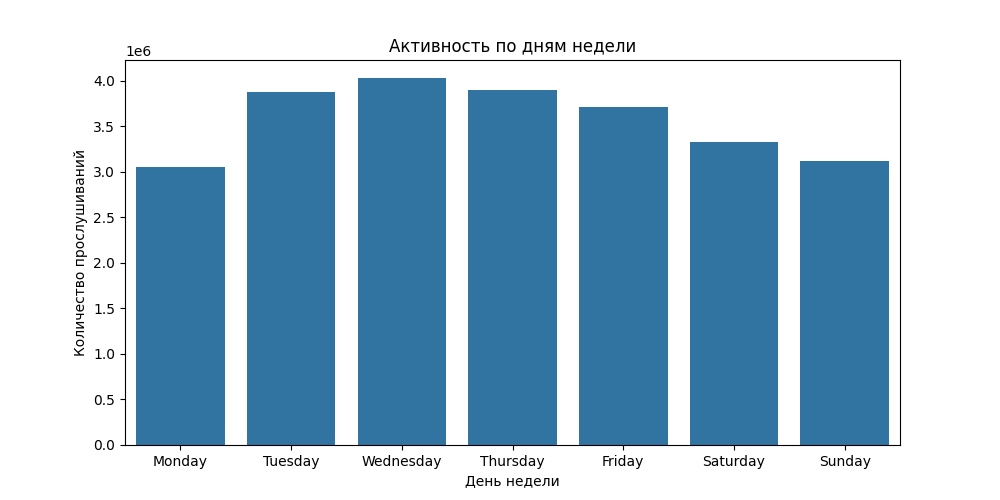 Активность по дням недели
1e6
4.0
3.5
3.0
2.5
2.0
1.5
1.0
0.5
0.0
Количество прослушиваний
Monday Tuesday Wednesday Thursday Friday Saturday Sunday
День недели